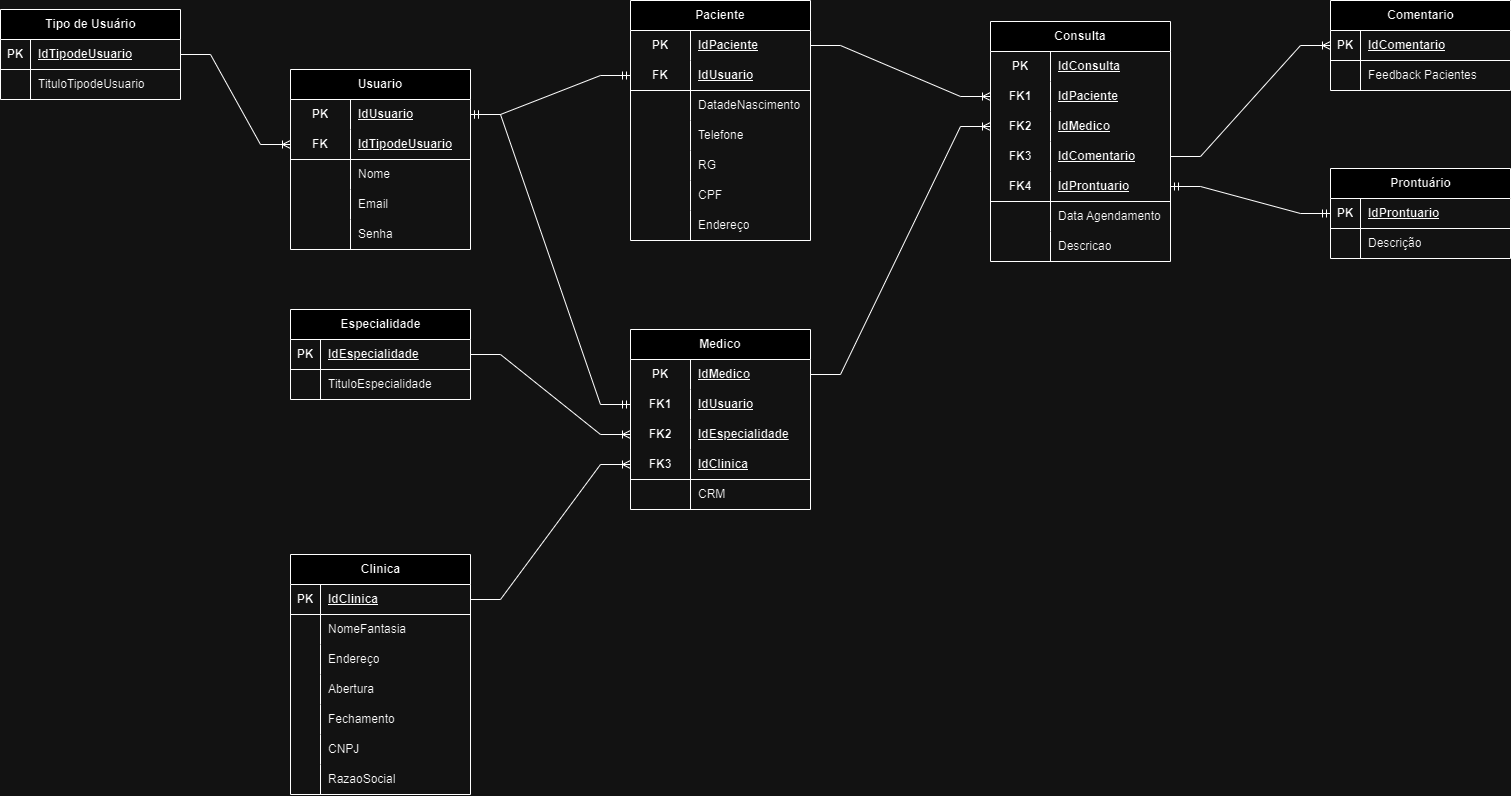 Tipo de Usuário
PK IdTipodeUsuario
TituloTipodeUsuario
Usuario
PK IdUsuario
FK IdTipodeUsuario
Nome
Email
Senha
Especialidade
PK IdEspecialidade
TituloEspecialidade
Clinica
PK IdClinica
NomeFantasia
Endereço
Abertura
Fechamento
CNPJ
RazaoSocial
Paciente
PK IdPaciente
FK IdUsuario
DatadeNascimento
Telefone
RG
CPF
Endereço
Medico
PK IdMedico
FK1 IdUsuario
FK2 IdEspecialidade
FK3 IdClinica
CRM
Consulta
PK IdConsulta
FK1 IdPaciente
FK2 IdMedico
FK3 IdComentario
FK4 IdProntuario
Data Agendamento
Descricao
Comentario
PK IdComentario
Feedback Pacientes
Prontuário
PK IdProntuario
Descrição